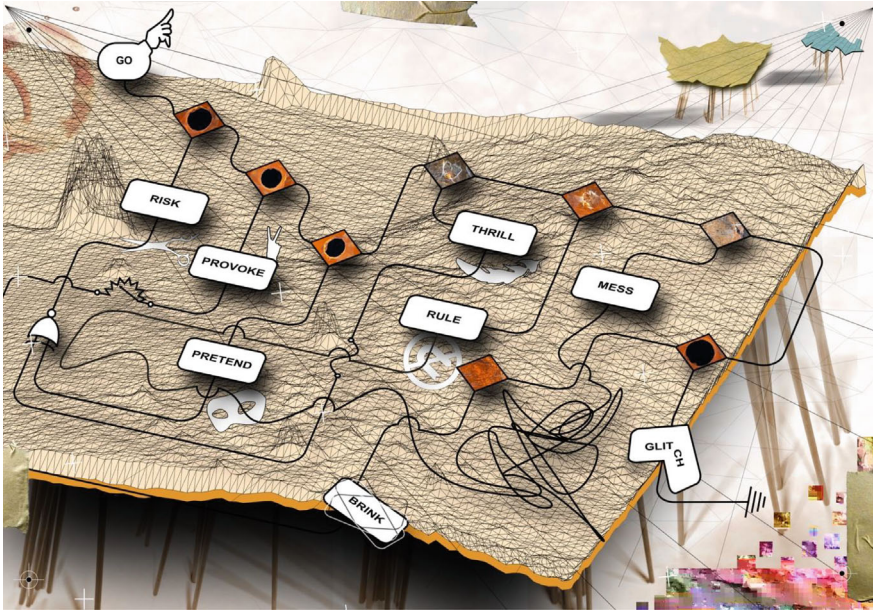 GO
RISK
PROVOKE
PRETEND
THRILL
RULE
MESS
GLIT
CH
BRINK